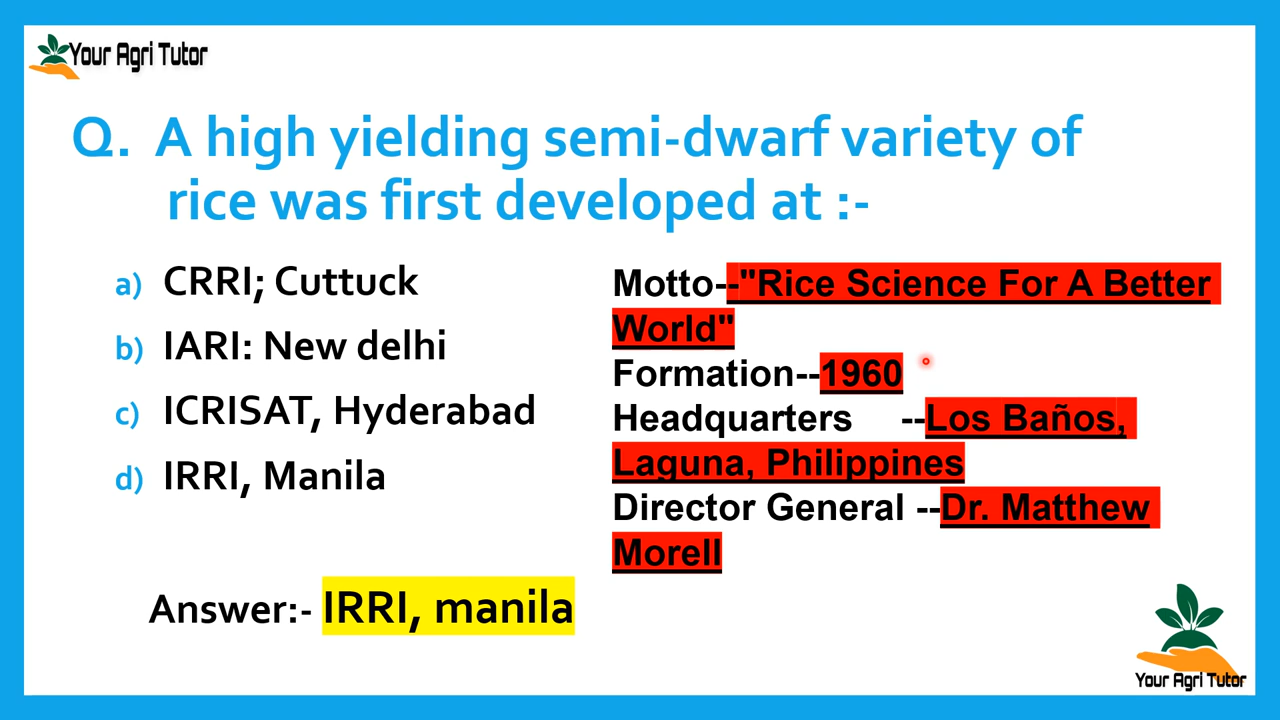 Your Agri Tutor
Q. A high yielding semi-dwarf variety of
rice was first developed at :-
a) CRRI; Cuttuck
b) IARI: New delhi
c) ICRISAT, Hyderabad
d) IRRI, Manila
Motto--"Rice Science For A Better
World"
Formation--1960
Headquarters --Los Baños,
Laguna, Philippines
Director General --Dr. Matthew
Morell
Answer:- IRRI, manila
Your Agri Tutor